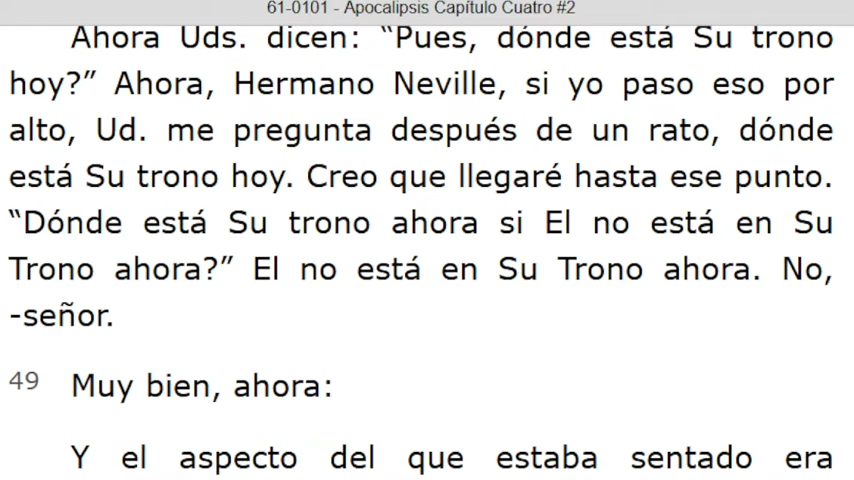 61-0101 - Apocalipsis Capítulo Cuatro #2
Ahora Uds. dicen: “Pues, dónde está Su trono
hoy?” Ahora, Hermano Neville, si yo paso eso por
alto, Ud. me pregunta después de un rato, dónde
está Su trono hoy. Creo que llegaré hasta ese punto.
“Dónde está Su trono ahora si El no está en Su
Trono ahora?” El no está en Su Trono ahora. No,
-señor.
49 Muy bien, ahora:
Y el aspecto del que estaba sentado era